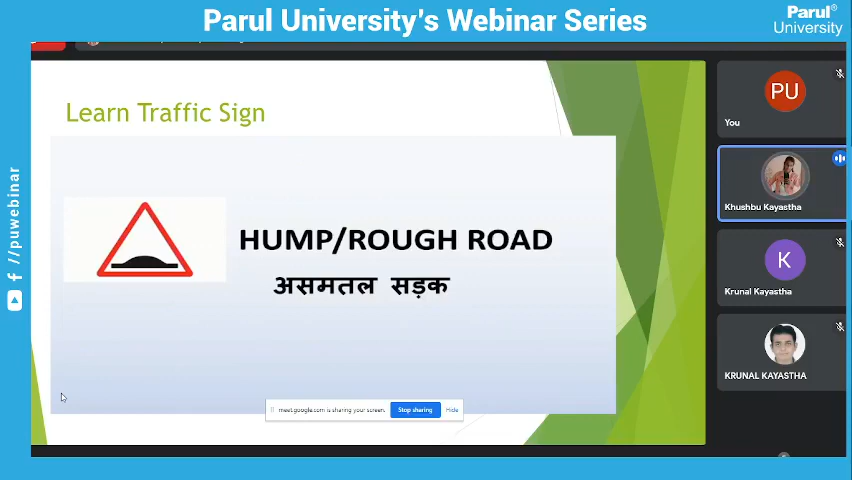 Parul University's Webinar Series
Parul®
University
//puwebinar
Learn Traffic Sign
HUMP/ROUGH ROAD
असमतल सड़क
meet.google.com is sharing your screen.
Stop sharing
Hide
PU
You
Khushbu Kayastha
K
Krunal Kayastha
KRUNAL KAYASTHA